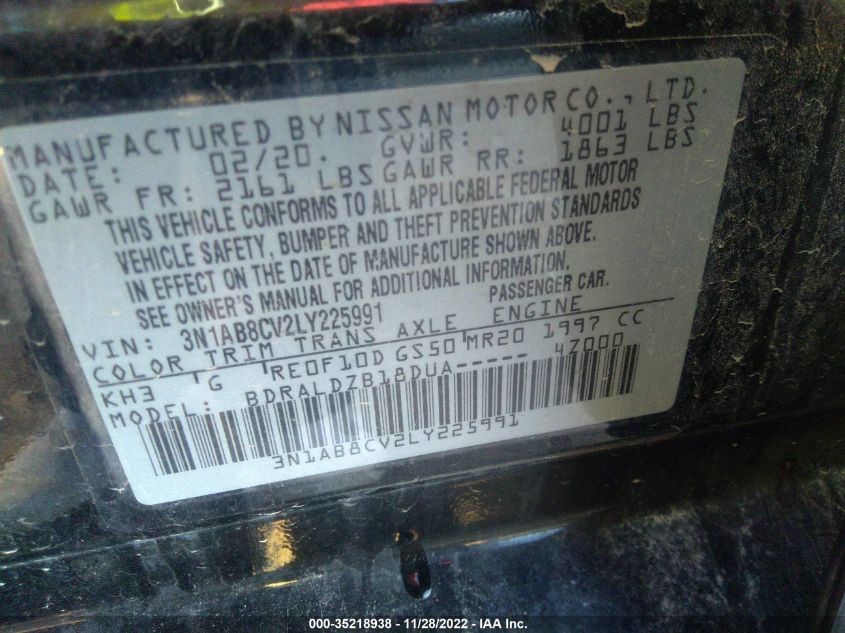 MANUFACTURED BY NISSAN MOTOR CO., LTD.
DATE: 02/20. GVWR: 4001 LBS
GAWR FR: 2161 LBS GAWR RR: 1863 LBS
THIS VEHICLE CONFORMS TO ALL APPLICABLE FEDERAL MOTOR
VEHICLE SAFETY, BUMPER AND THEFT PREVENTION STANDARDS
IN EFFECT ON THE DATE OF MANUFACTURE SHOWN ABOVE.
SEE OWNER'S MANUAL FOR ADDITIONAL INFORMATION.
VIN: 3N1AB8CV2LY225991 PASSENGER CAR.
COLOR TRIM TRANS AXLE ENGINE
KH3 G RE0F10D GS50 MR20 1997 CC
MODEL: BDRALDZB18DUA----- 4Z000
3N1AB8CV2LY225991
000-35218938 - 11/28/2022 - IAA Inc.